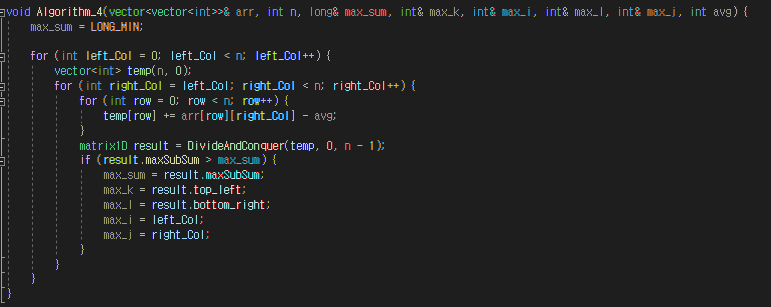 void Algorithm_4(vector<vector<int>>& arr, int n, long& max_sum, int& max_k, int& max_i, int& max_l, int& max_j, int avg) {
max_sum = LONG_MIN;
for (int left_Col = 0; left_Col < n; left_Col++) {
vector<int> temp(n, 0);
for (int right_Col = left_Col; right_Col < n; right_Col++) {
for (int row = 0; row < n; row++) {
temp[row] += arr[row][right_Col] - avg;
}
matrix1D result = DivideAndConquer(temp, 0, n - 1);
if (result.maxSubSum > max_sum) {
max_sum = result.maxSubSum;
max_k = result.top_left;
max_l = result.bottom_right;
max_i = left_Col;
max_j = right_Col;
}
}
}
}